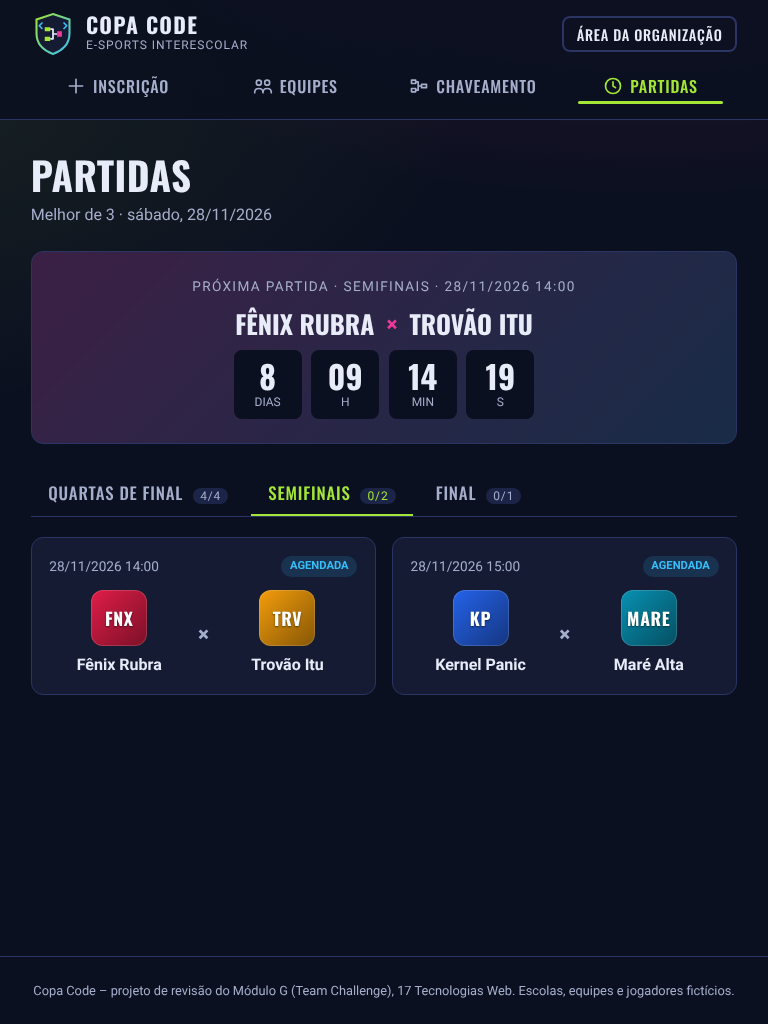 COPA CODE
E-SPORTS INTERESCOLAR
ÁREA DA ORGANIZAÇÃO
INSCRIÇÃO
EQUIPES
CHAVEAMENTO
PARTIDAS
PARTIDAS
Melhor de 3 · sábado, 28/11/2026
PRÓXIMA PARTIDA · SEMIFINAIS · 28/11/2026 14:00
FÊNIX RUBRA × TROVÃO ITU
8 09 14 19
DIAS H MIN S
QUARTAS DE FINAL 4/4 SEMIFINAIS 0/2 FINAL 0/1
28/11/2026 14:00 AGENDADA
FNX × TRV
Fênix Rubra Trovão Itu
28/11/2026 15:00 AGENDADA
KP × MARE
Kernel Panic Maré Alta
Copa Code – projeto de revisão do Módulo G (Team Challenge), 17 Tecnologias Web. Escolas, equipes e jogadores fictícios.